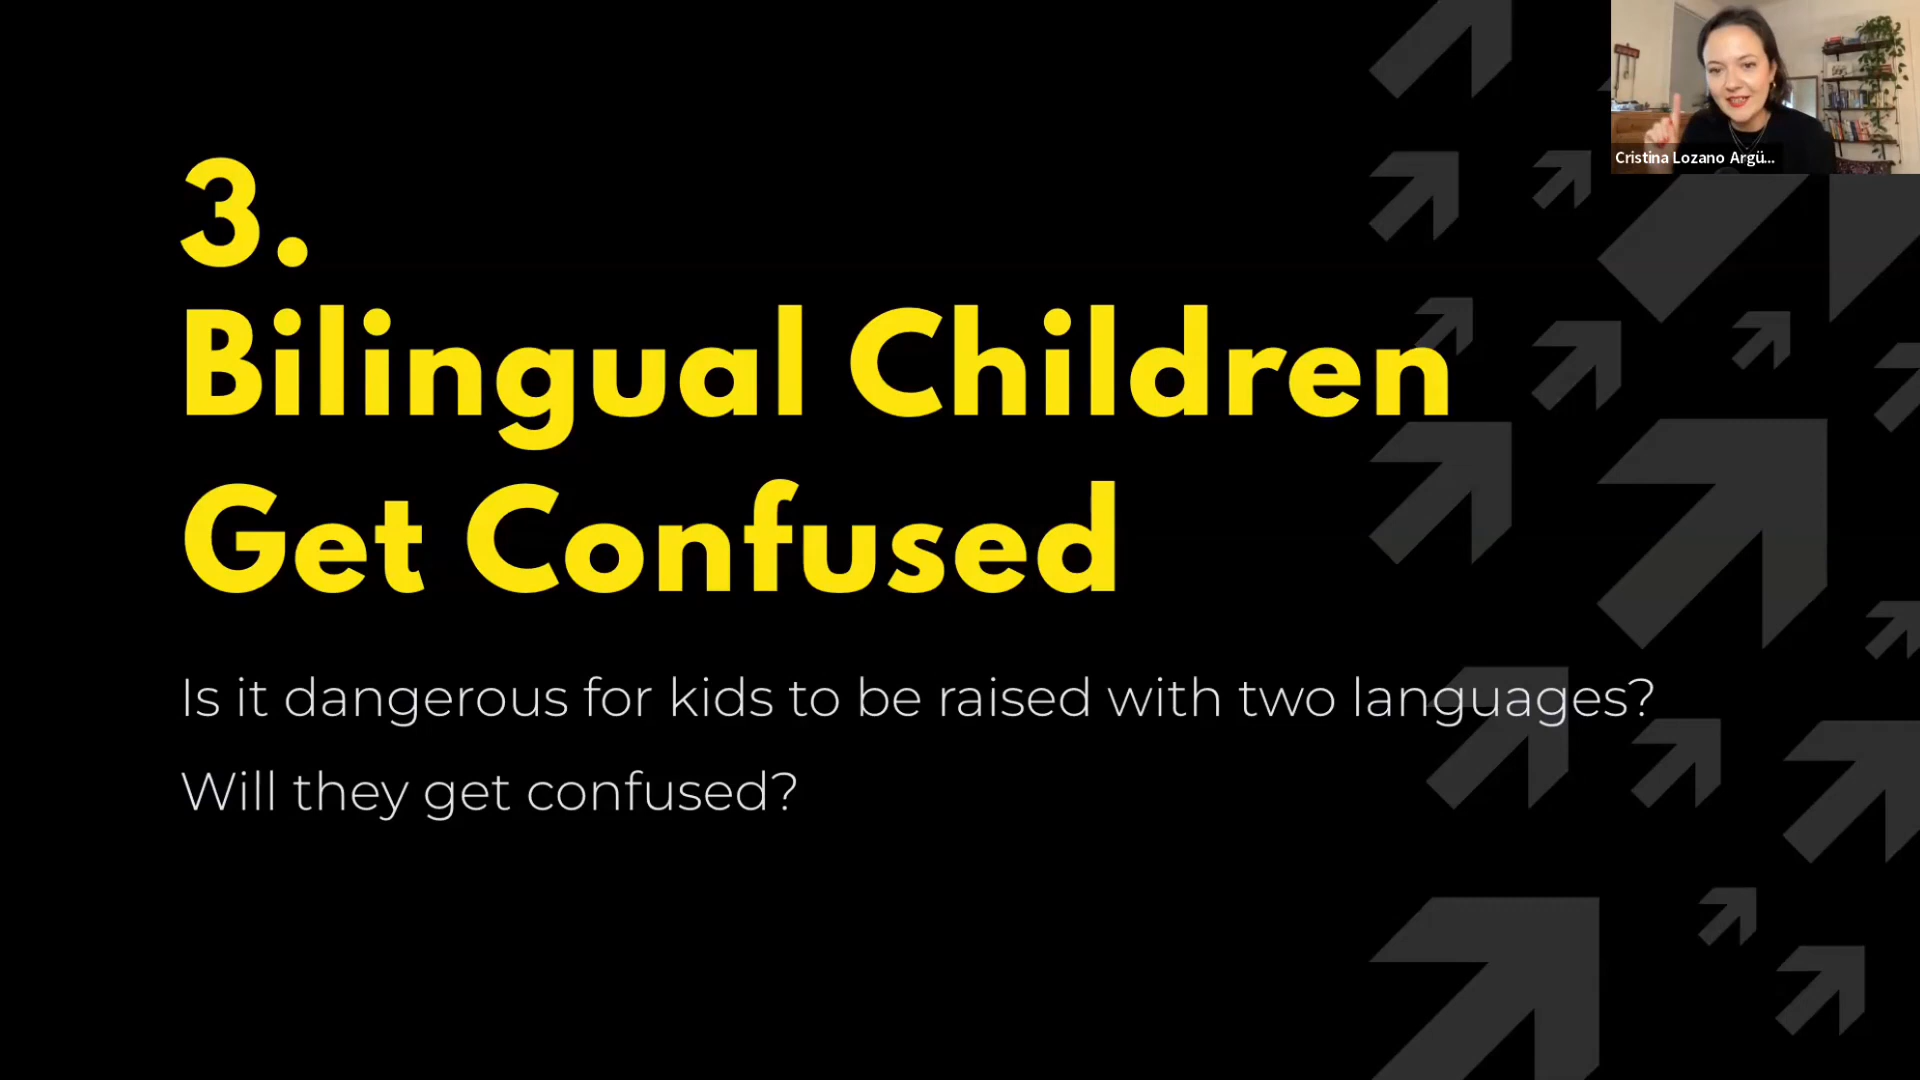 Cristina Lozano Argü...
3.
Bilingual Children
Get Confused
Is it dangerous for kids to be raised with two languages?
Will they get confused?